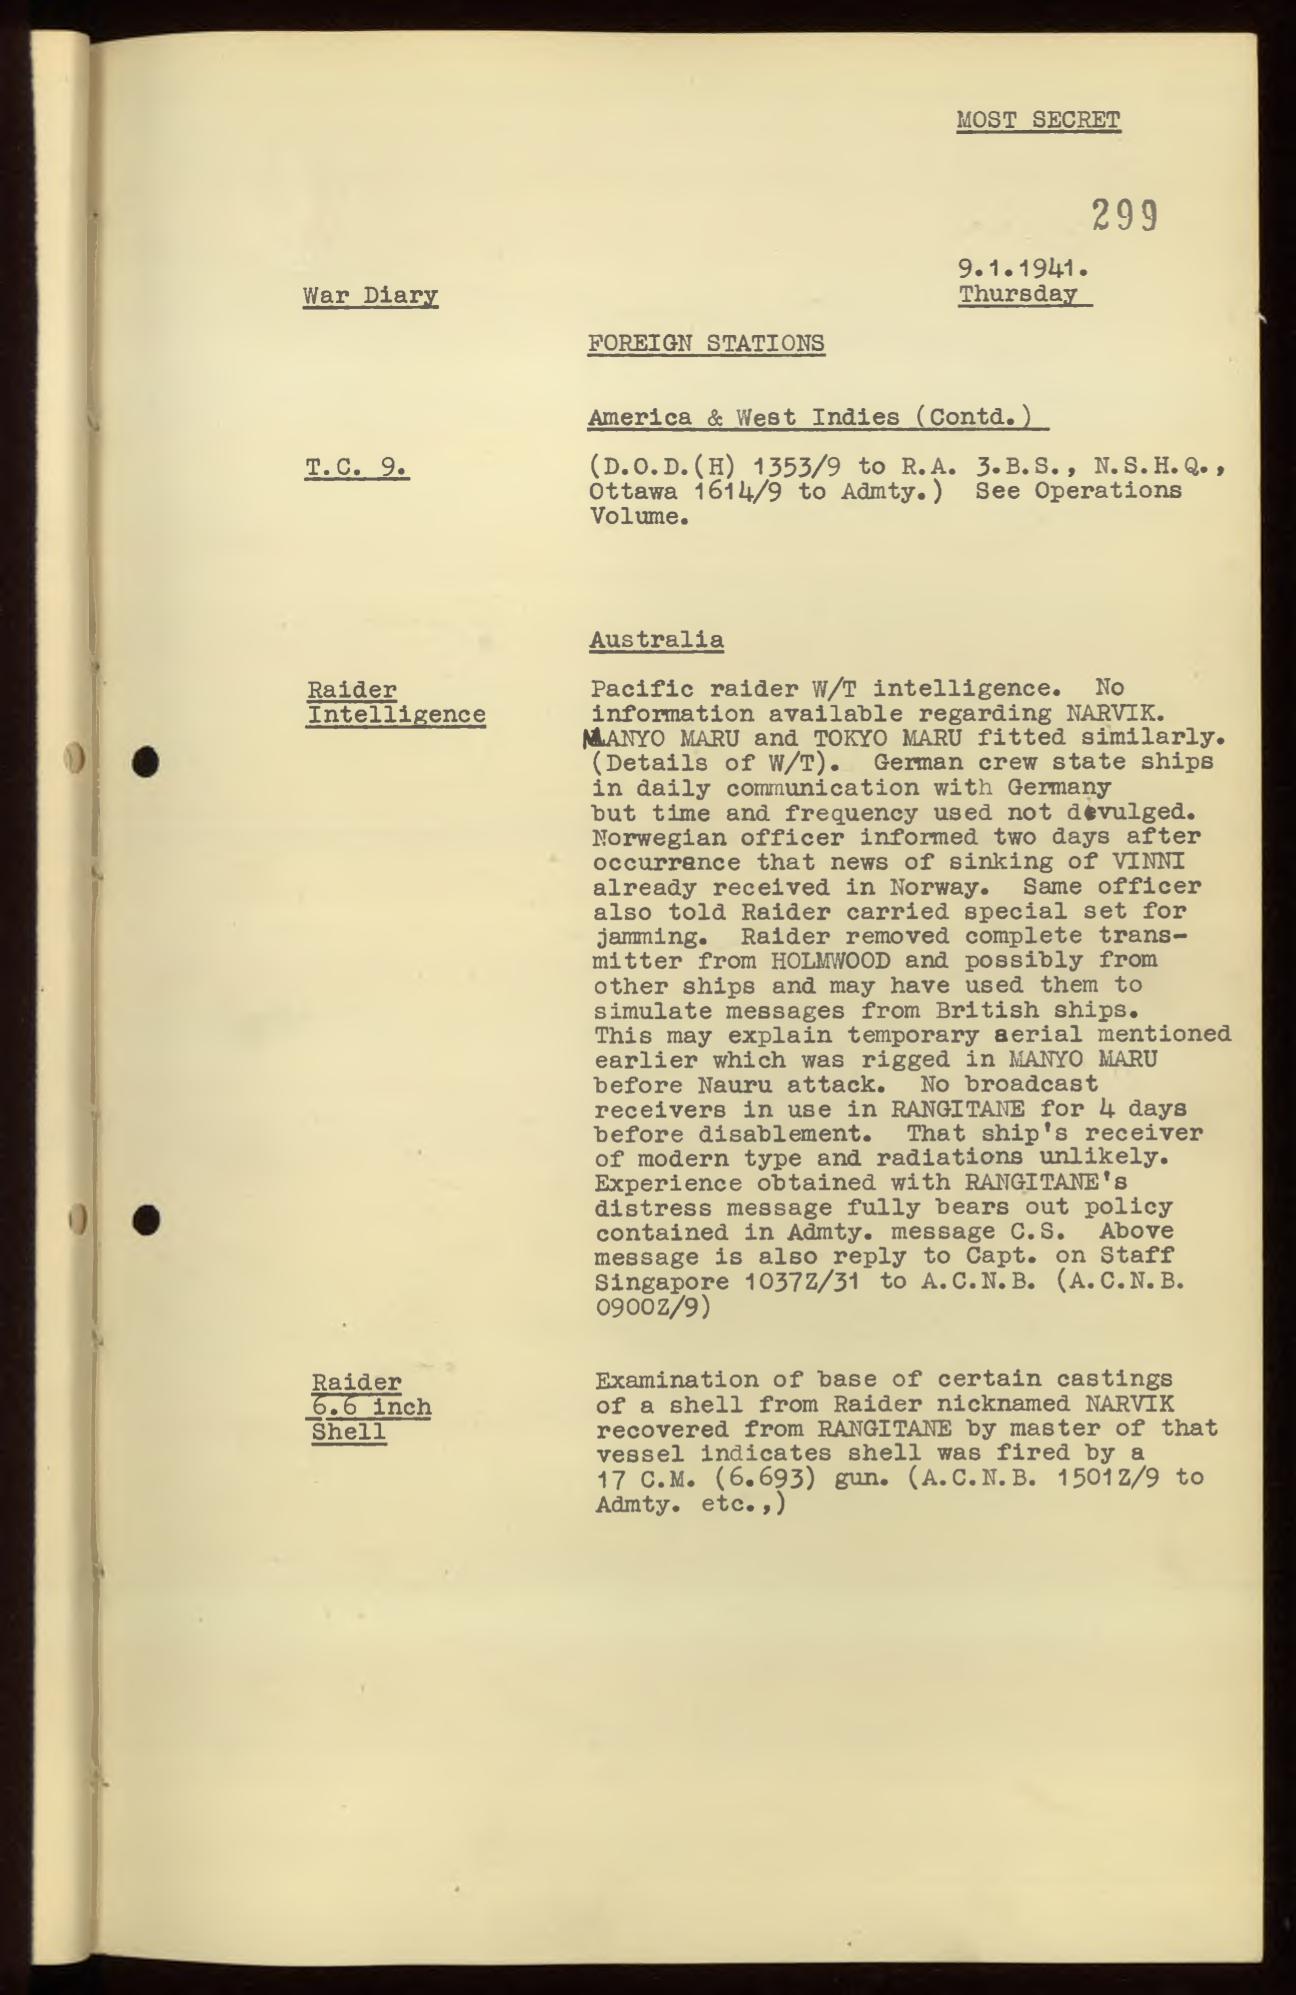 MOST SECRET
299
9.1.1941.
War Diary
Thursday
FOREIGN STATIONS
America & West Indies (Contd.)
T.C. 9.
(D.O.D.(H) 1353/9 to R.A. 3.B.S., N.S.H.Q.,
Ottawa 1614/9 to Admty.) See Operations
Volume.
Australia
Raider
Intelligence
Pacific raider W/T intelligence. No
information available regarding NARVIK.
MANYO MARU and TOKYO MARU fitted similarly.
(Details of W/T). German crew state ships
in daily communication with Germany
but time and frequency used not devulged.
Norwegian officer informed two days after
occurrence that news of sinking of VINNI
already received in Norway. Same officer
also told Raider carried special set for
jamming. Raider removed complete trans-
mitter from HOLMWOOD and possibly from
other ships and may have used them to
simulate messages from British ships.
This may explain temporary aerial mentioned
earlier which was rigged in MANYO MARU
before Nauru attack. No broadcast
receivers in use in RANGITANE for 4 days
before disablement. That ship's receiver
of modern type and radiations unlikely.
Experience obtained with RANGITANE's
distress message fully bears out policy
contained in Admty. message C.S. Above
message is also reply to Capt. on Staff
Singapore 1037Z/31 to A.C.N.B. (A.C.N.B.
0900Z/9)
Raider
6.6 inch
Shell
Examination of base of certain castings
of a shell from Raider nicknamed NARVIK
recovered from RANGITANE by master of that
vessel indicates shell was fired by a
17 C.M. (6.693) gun. (A.C.N.B. 1501Z/9 to
Admty. etc.,)